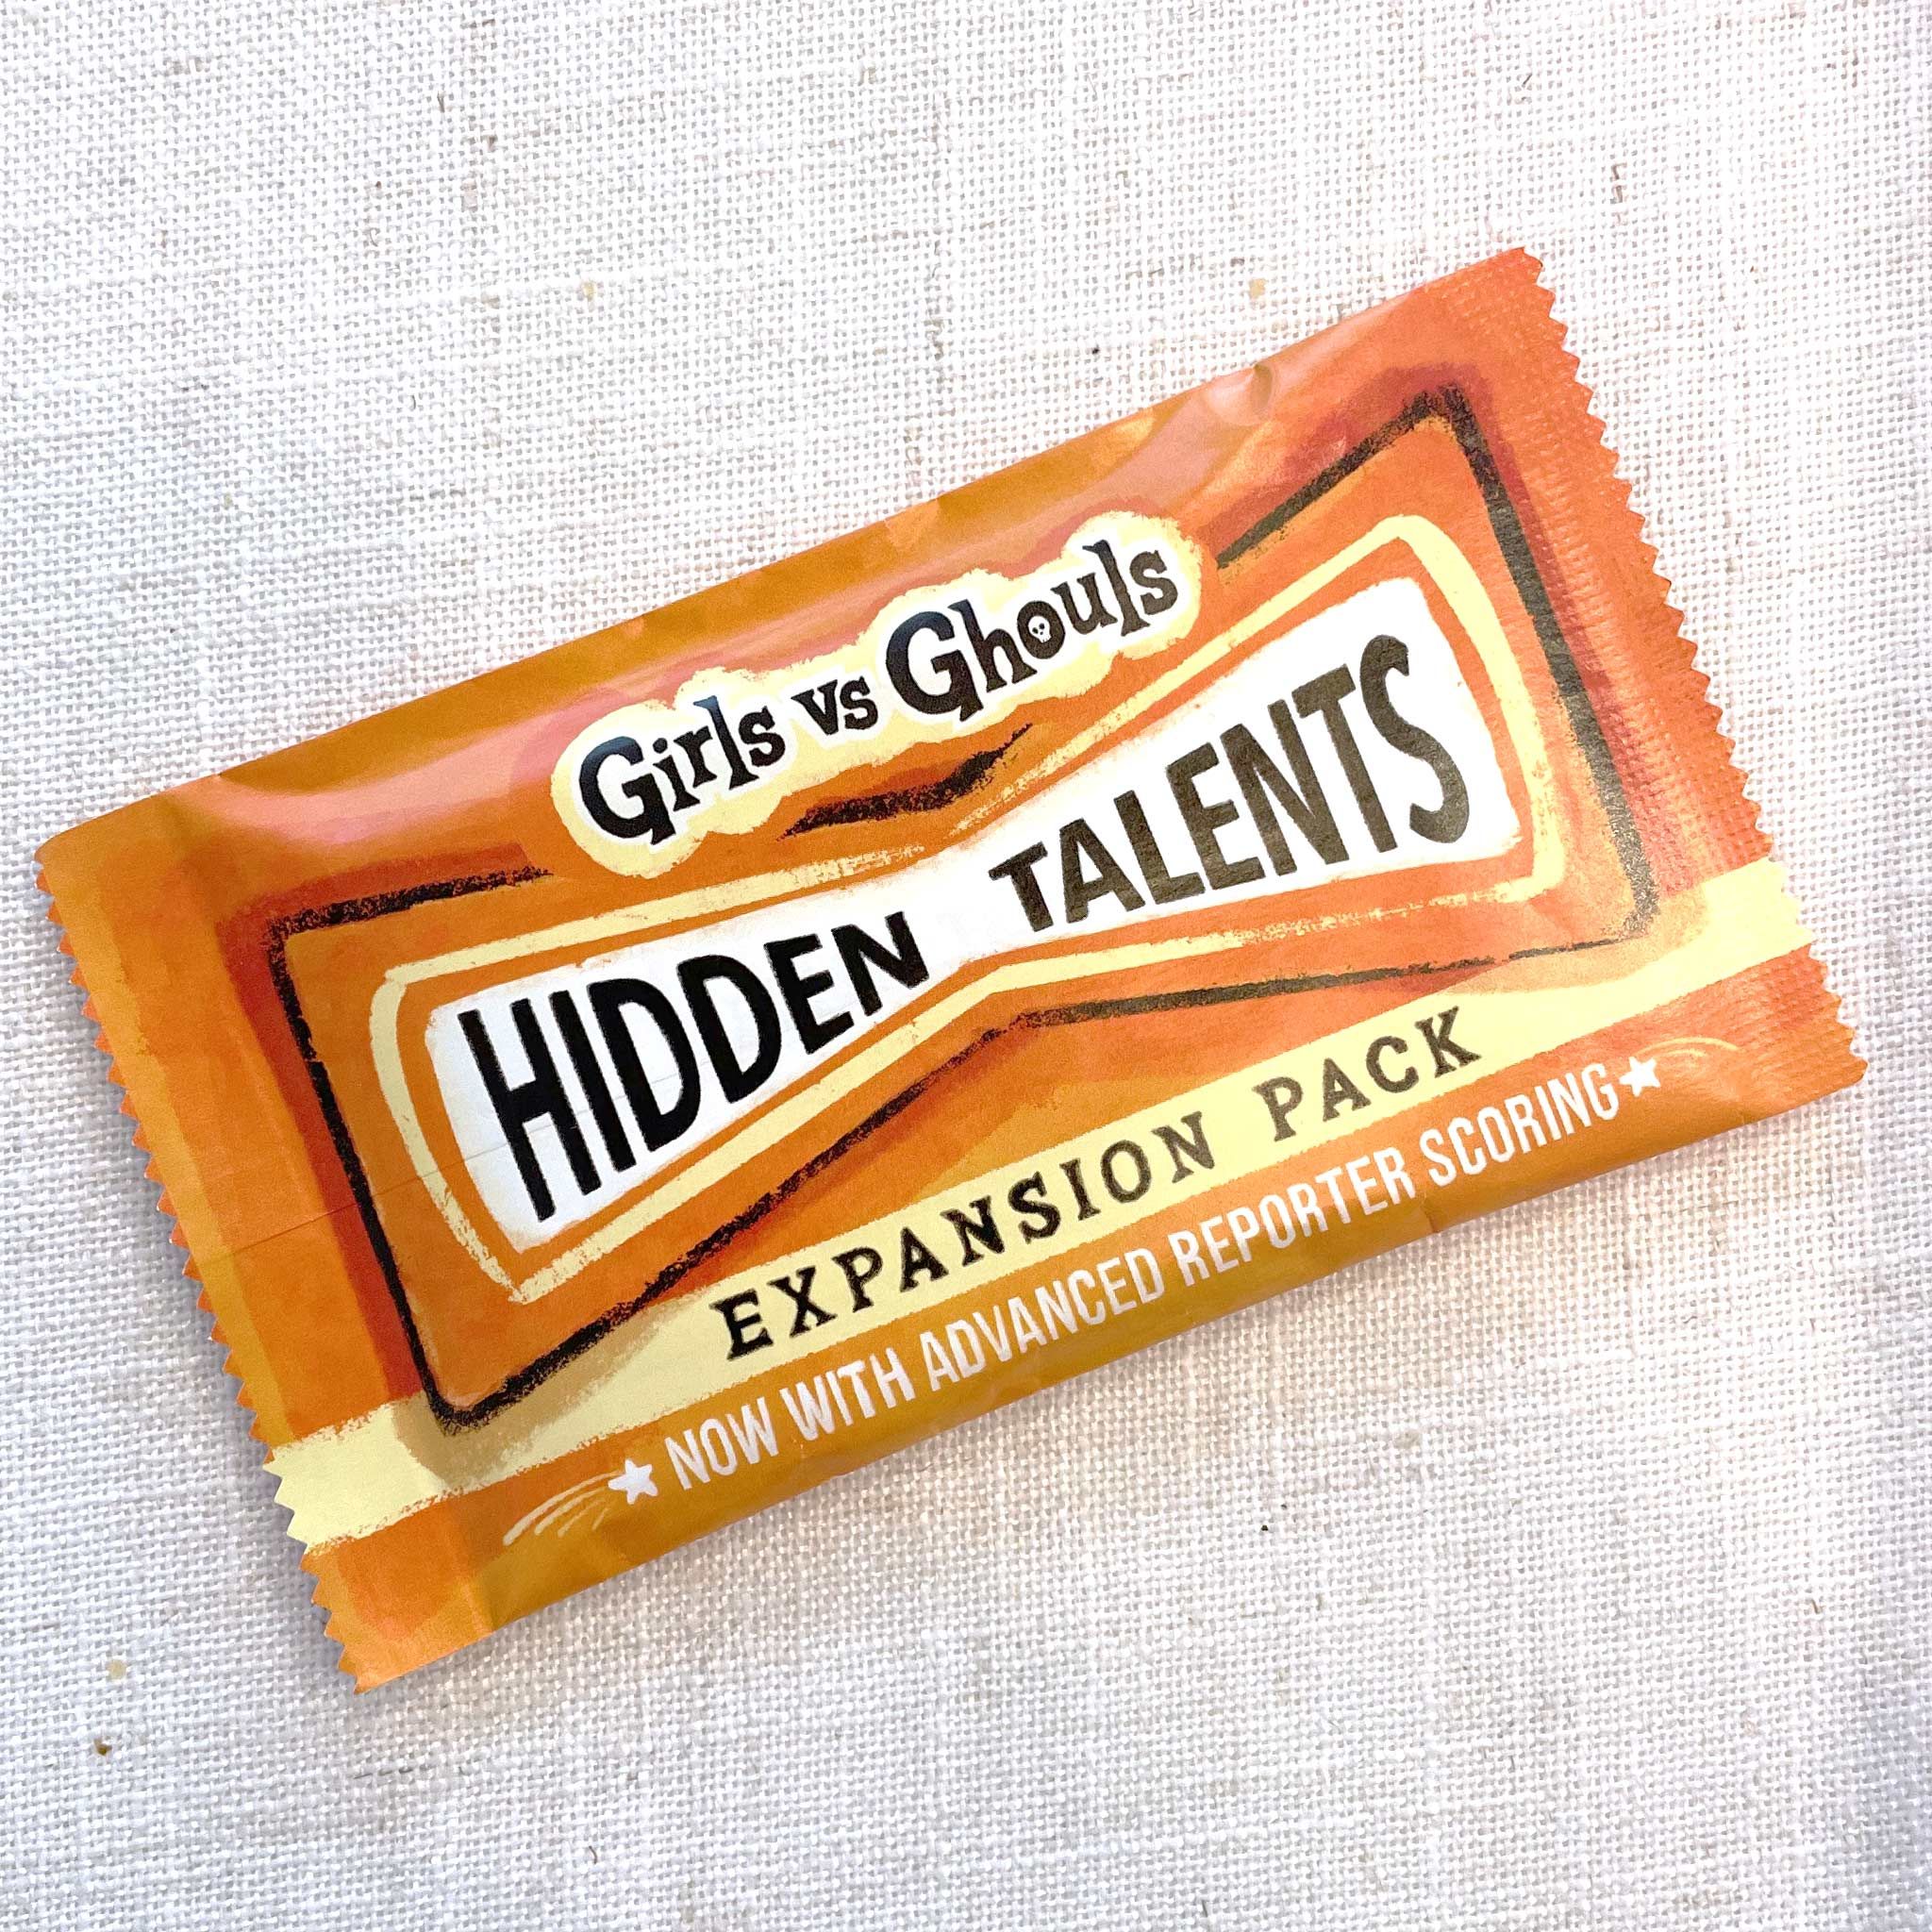 Girls vs Ghouls
HIDDEN TALENTS
EXPANSION PACK
NOW WITH ADVANCED REPORTER SCORING